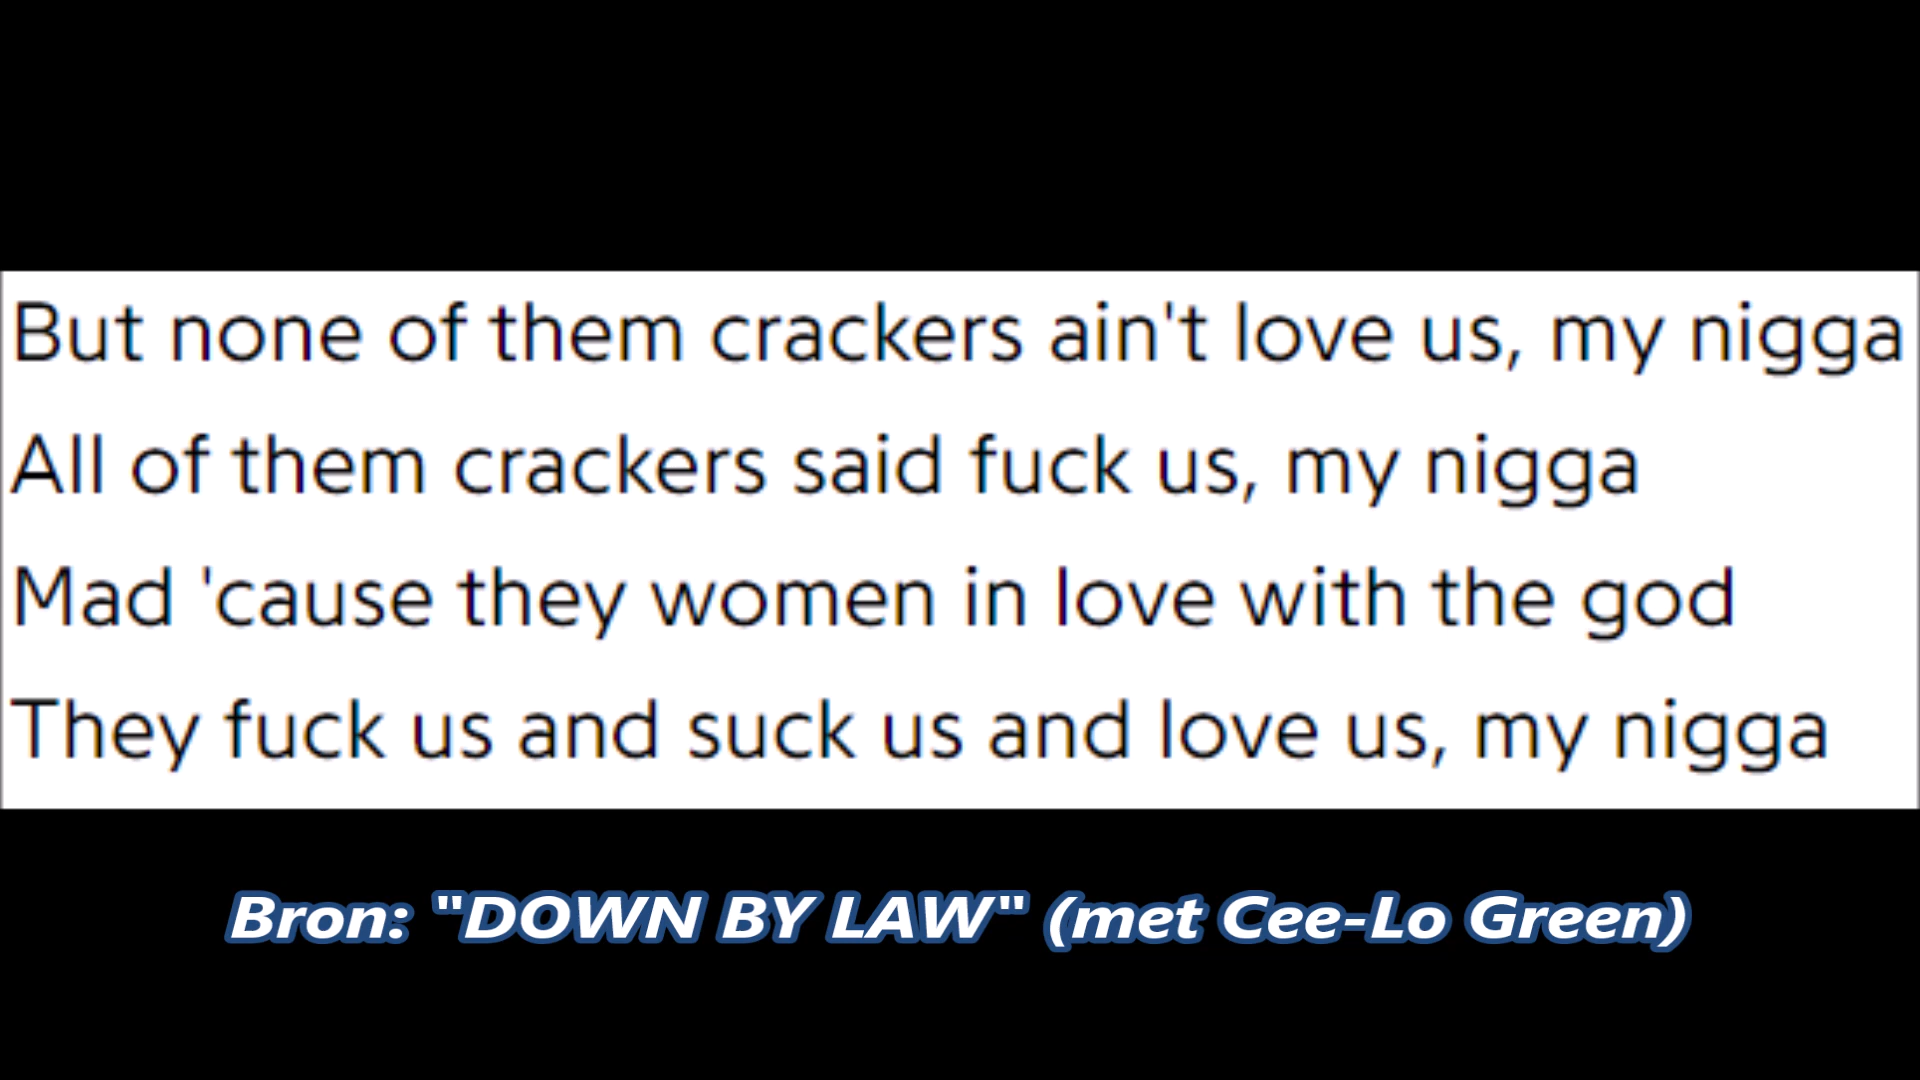 But none of them crackers ain't love us, my nigga
All of them crackers said fuck us, my nigga
Mad 'cause they women in love with the god
They fuck us and suck us and love us, my nigga
Bron: "DOWN BY LAW" (met Cee-Lo Green)